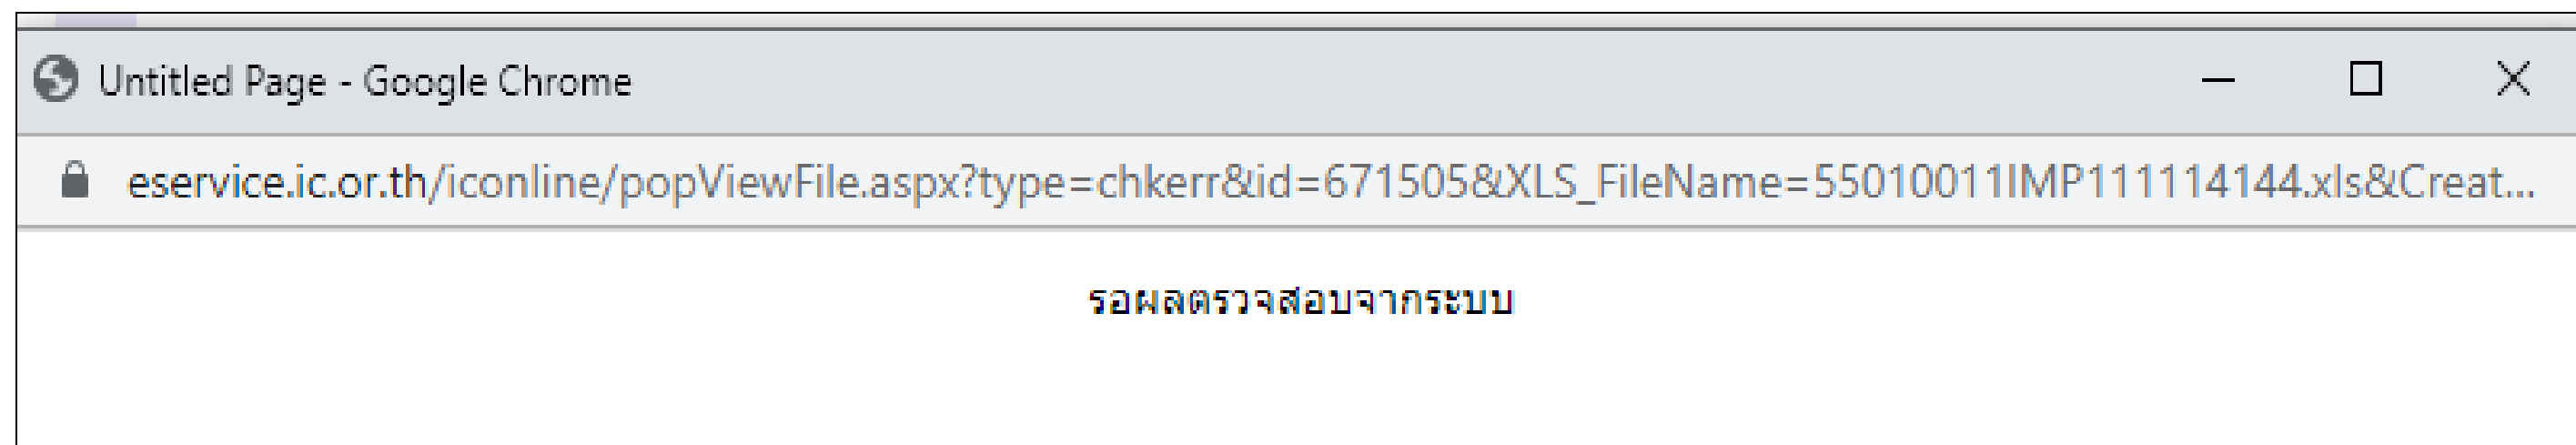 Untitled Page - Google Chrome
eservice.ic.or.th/iconline/popViewFile.aspx?type=chkerr&id=671505&XLS_FileName=55010011IMP111114144.xls&Creat...
รอผลตรวจสอบจากระบบ